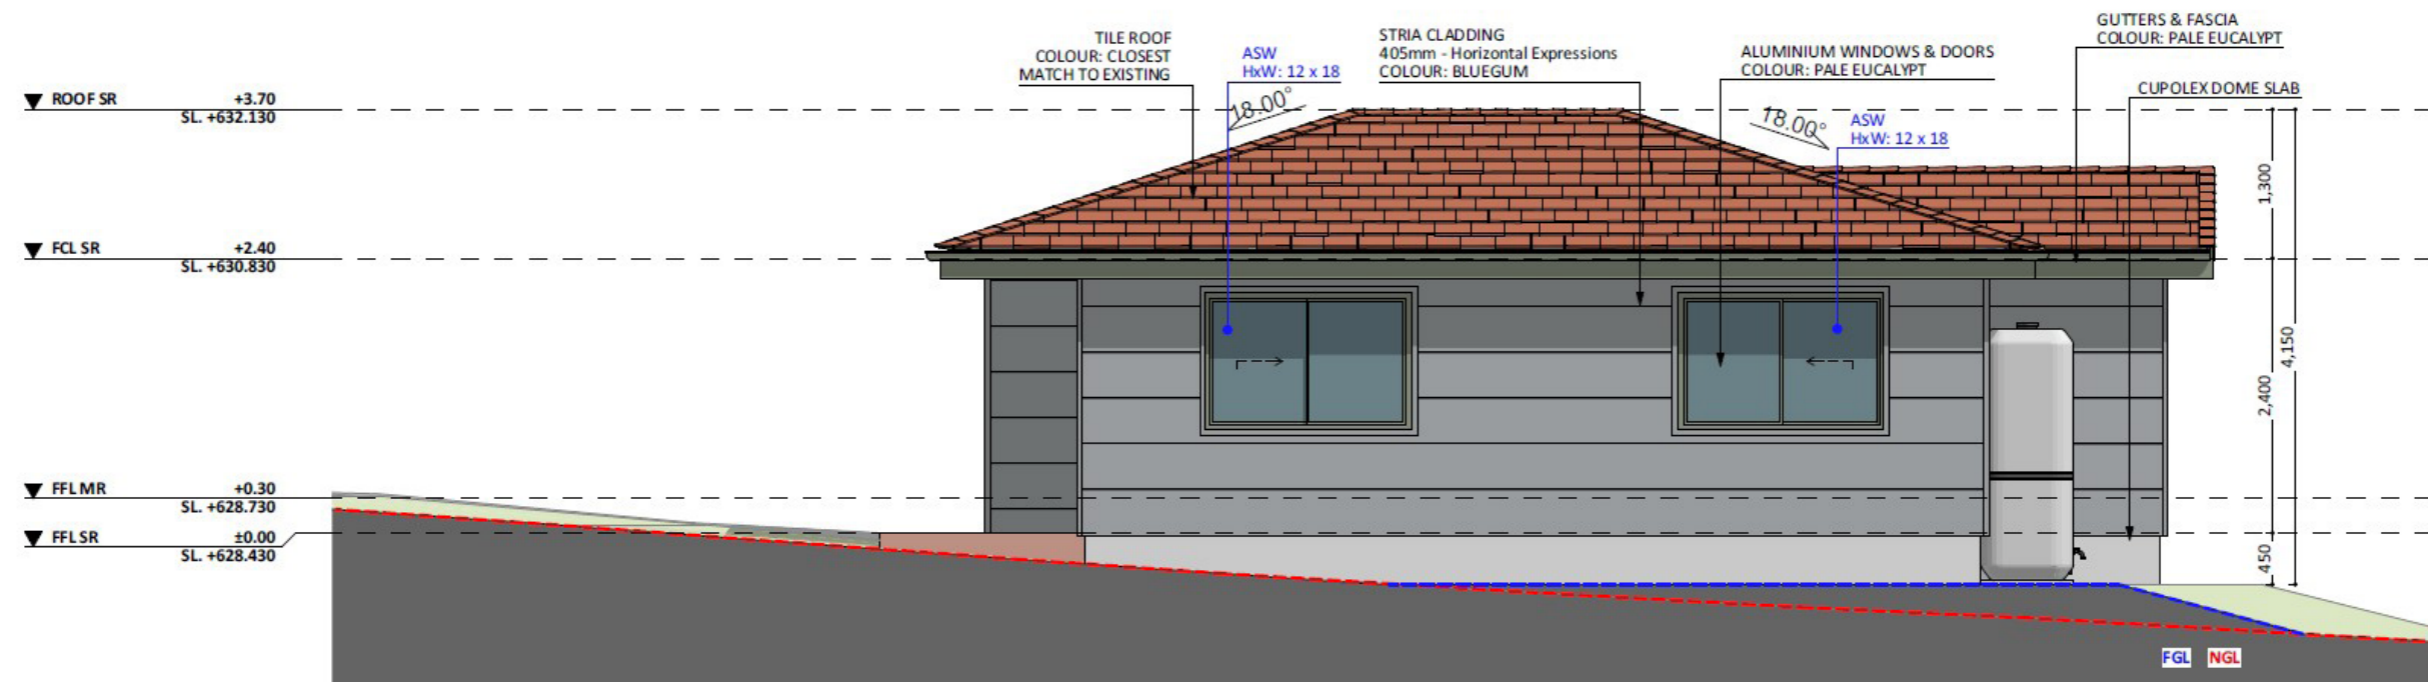 GUTTERS & FASCIA
COLOUR: PALE EUCALYPT
STRIA CLADDING
405mm - Horizontal Expressions
COLOUR: BLUEGUM
TILE ROOF
COLOUR: CLOSEST
MATCH TO EXISTING
ASW
HxW: 12 x 18
ALUMINIUM WINDOWS & DOORS
COLOUR: PALE EUCALYPT
CUPOLEX DOME SLAB
ROOF SR
+3.70
SL. +632.130
18.00°
18.00°
ASW
HxW: 12 x 18
1,300
FCL SR
+2.40
SL. +630.830
4,150
2,400
FFL MR
+0.30
SL. +628.730
FFL SR
±0.00
SL. +628.430
450
FGL NGL